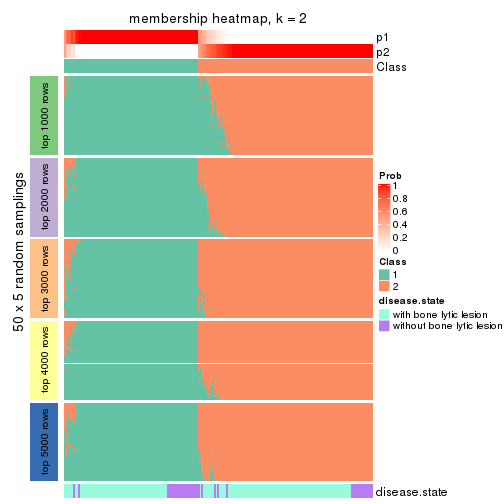 membership heatmap, k = 2
p1
p2
Class
50 x 5 random samplings
top 1000 rows
top 2000 rows
top 3000 rows
top 4000 rows
top 5000 rows
disease.state
Prob
1
0.8
0.6
0.4
0.2
0
Class
1
2
disease.state
with bone lytic lesion
without bone lytic lesion